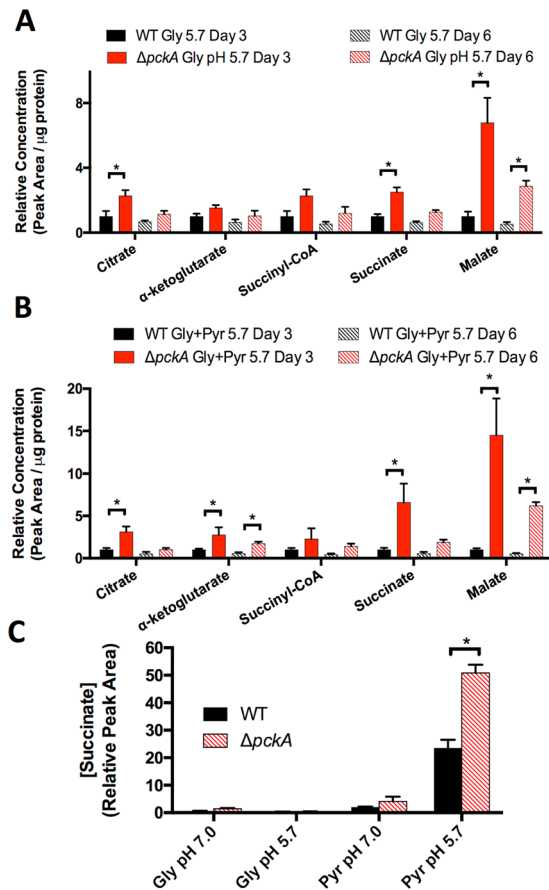 A
WT Gly 5.7 Day 3
WT Gly 5.7 Day 6
ΔpckA Gly pH 5.7 Day 3
ΔpckA Gly pH 5.7 Day 6
Relative Concentration
(Peak Area / µg protein)
8
4
0
*
*
*
*
Citrate
α-ketoglutarate
Succinyl-CoA
Succinate
Malate
B
WT Gly+Pyr 5.7 Day 3
WT Gly+Pyr 5.7 Day 6
ΔpckA Gly+Pyr 5.7 Day 3
ΔpckA Gly+Pyr 5.7 Day 6
Relative Concentration
(Peak Area / µg protein)
20
15
10
5
0
*
*
*
*
*
*
Citrate
α-ketoglutarate
Succinyl-CoA
Succinate
Malate
C
[Succinate]
(Relative Peak Area)
60
50
40
30
20
10
0
WT
ΔpckA
*
Gly pH 7.0
Gly pH 5.7
Pyr pH 7.0
Pyr pH 5.7